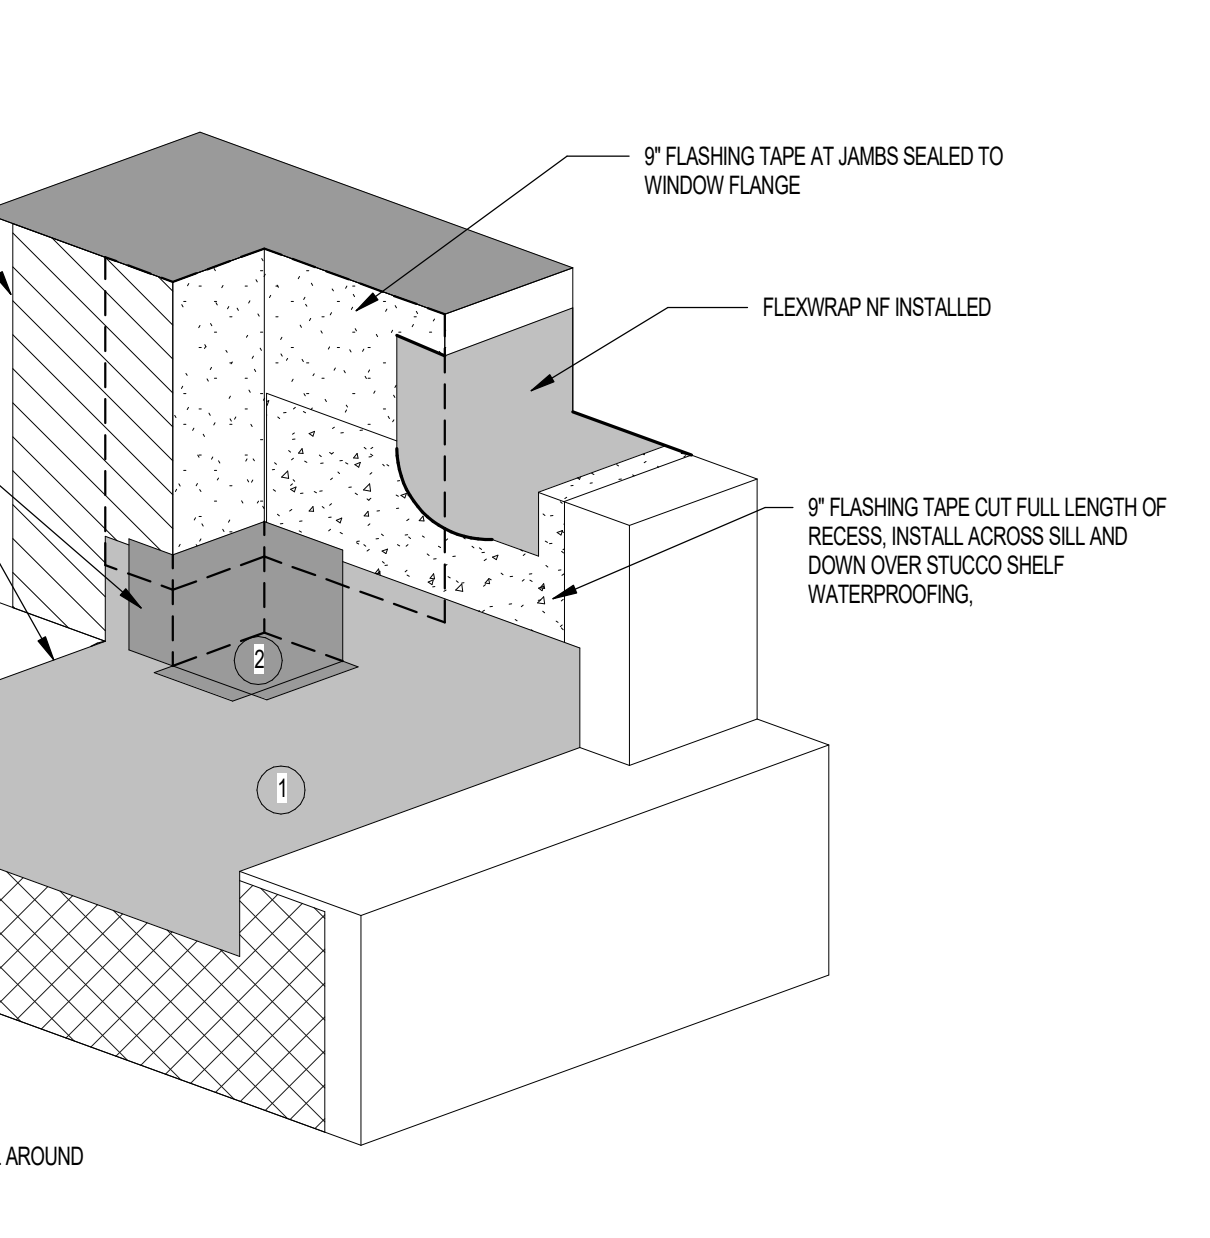 9" FLASHING TAPE AT JAMBS SEALED TO
WINDOW FLANGE
FLEXWRAP NF INSTALLED
9" FLASHING TAPE CUT FULL LENGTH OF
RECESS, INSTALL ACROSS SILL AND
DOWN OVER STUCCO SHELF
WATERPROOFING,
2
1
AROUND